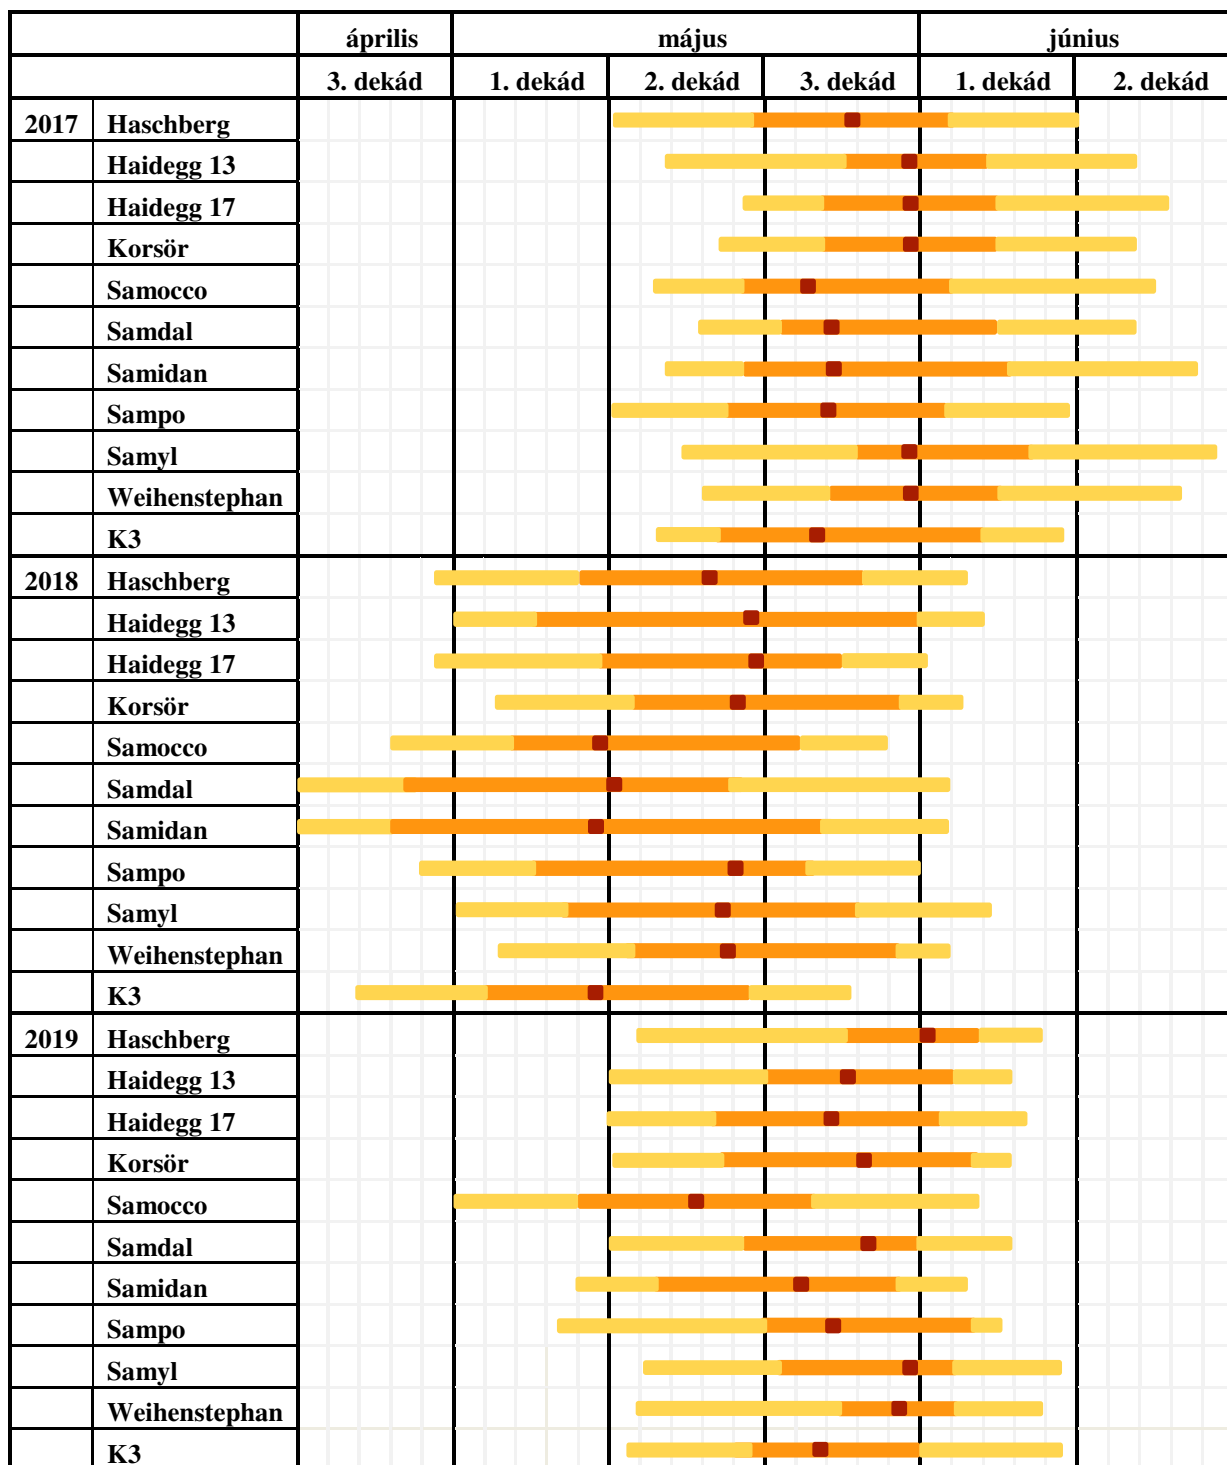 április május június
3. dekád 1. dekád 2. dekád 3. dekád 1. dekád 2. dekád
2017 Haschberg
Haidegg 13
Haidegg 17
Korsör
Samocco
Samdal
Samidan
Sampo
Samyl
Weihenstephan
K3
2018 Haschberg
Haidegg 13
Haidegg 17
Korsör
Samocco
Samdal
Samidan
Sampo
Samyl
Weihenstephan
K3
2019 Haschberg
Haidegg 13
Haidegg 17
Korsör
Samocco
Samdal
Samidan
Sampo
Samyl
Weihenstephan
K3